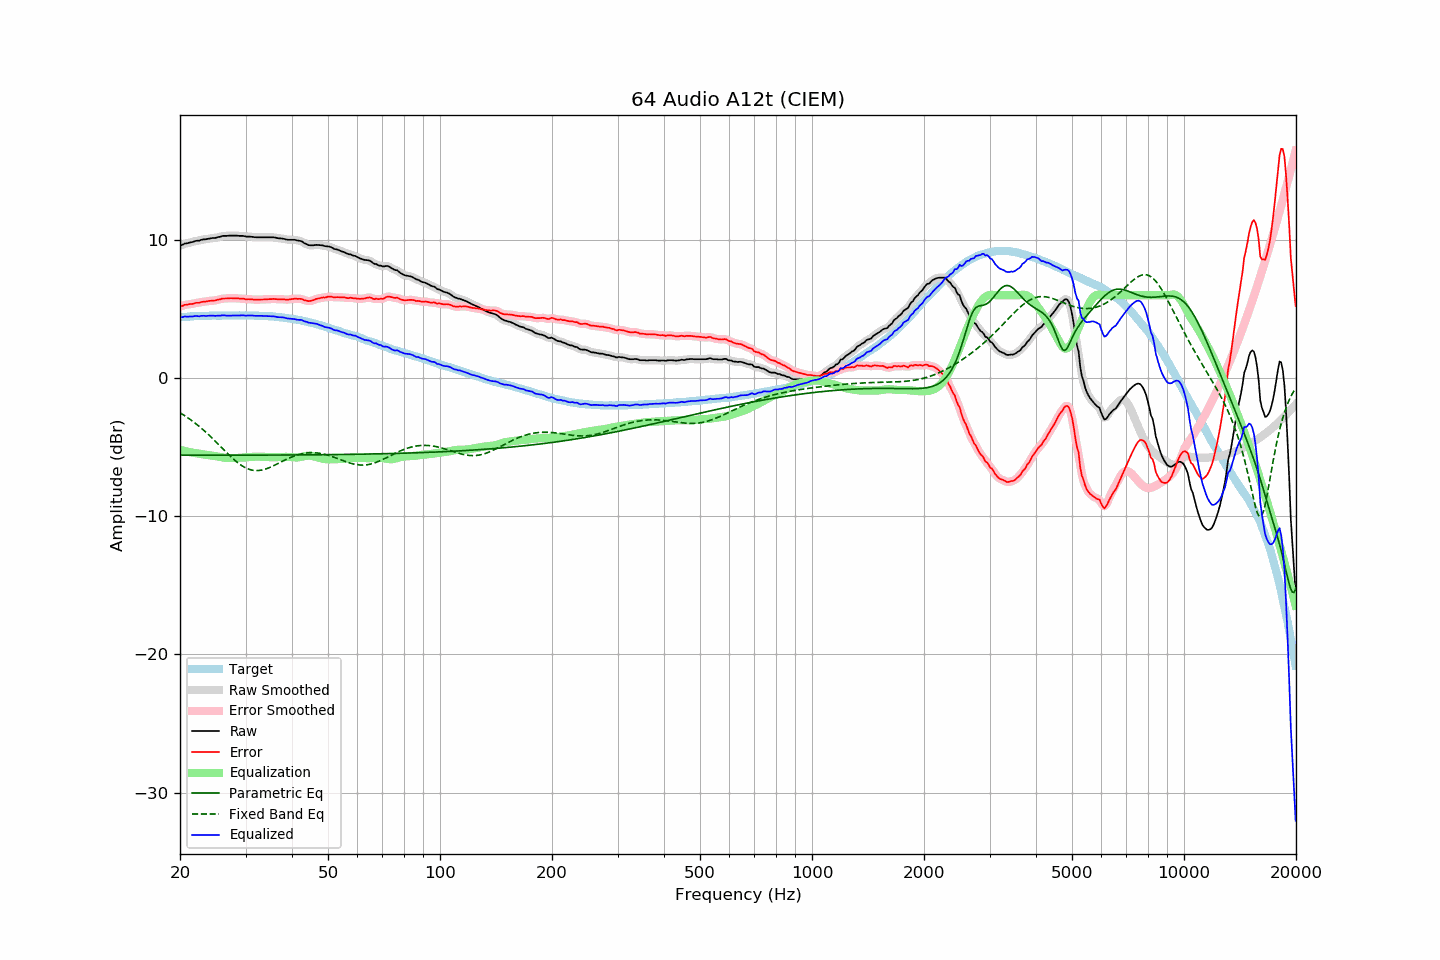 64 Audio A12t (CIEM)
Amplitude (dBr)
10
0
−10
−20
−30
Target
Raw Smoothed
Error Smoothed
Raw
Error
Equalization
Parametric Eq
Fixed Band Eq
Equalized
20 50 100 200 500 1000 2000 5000 10000 20000
Frequency (Hz)